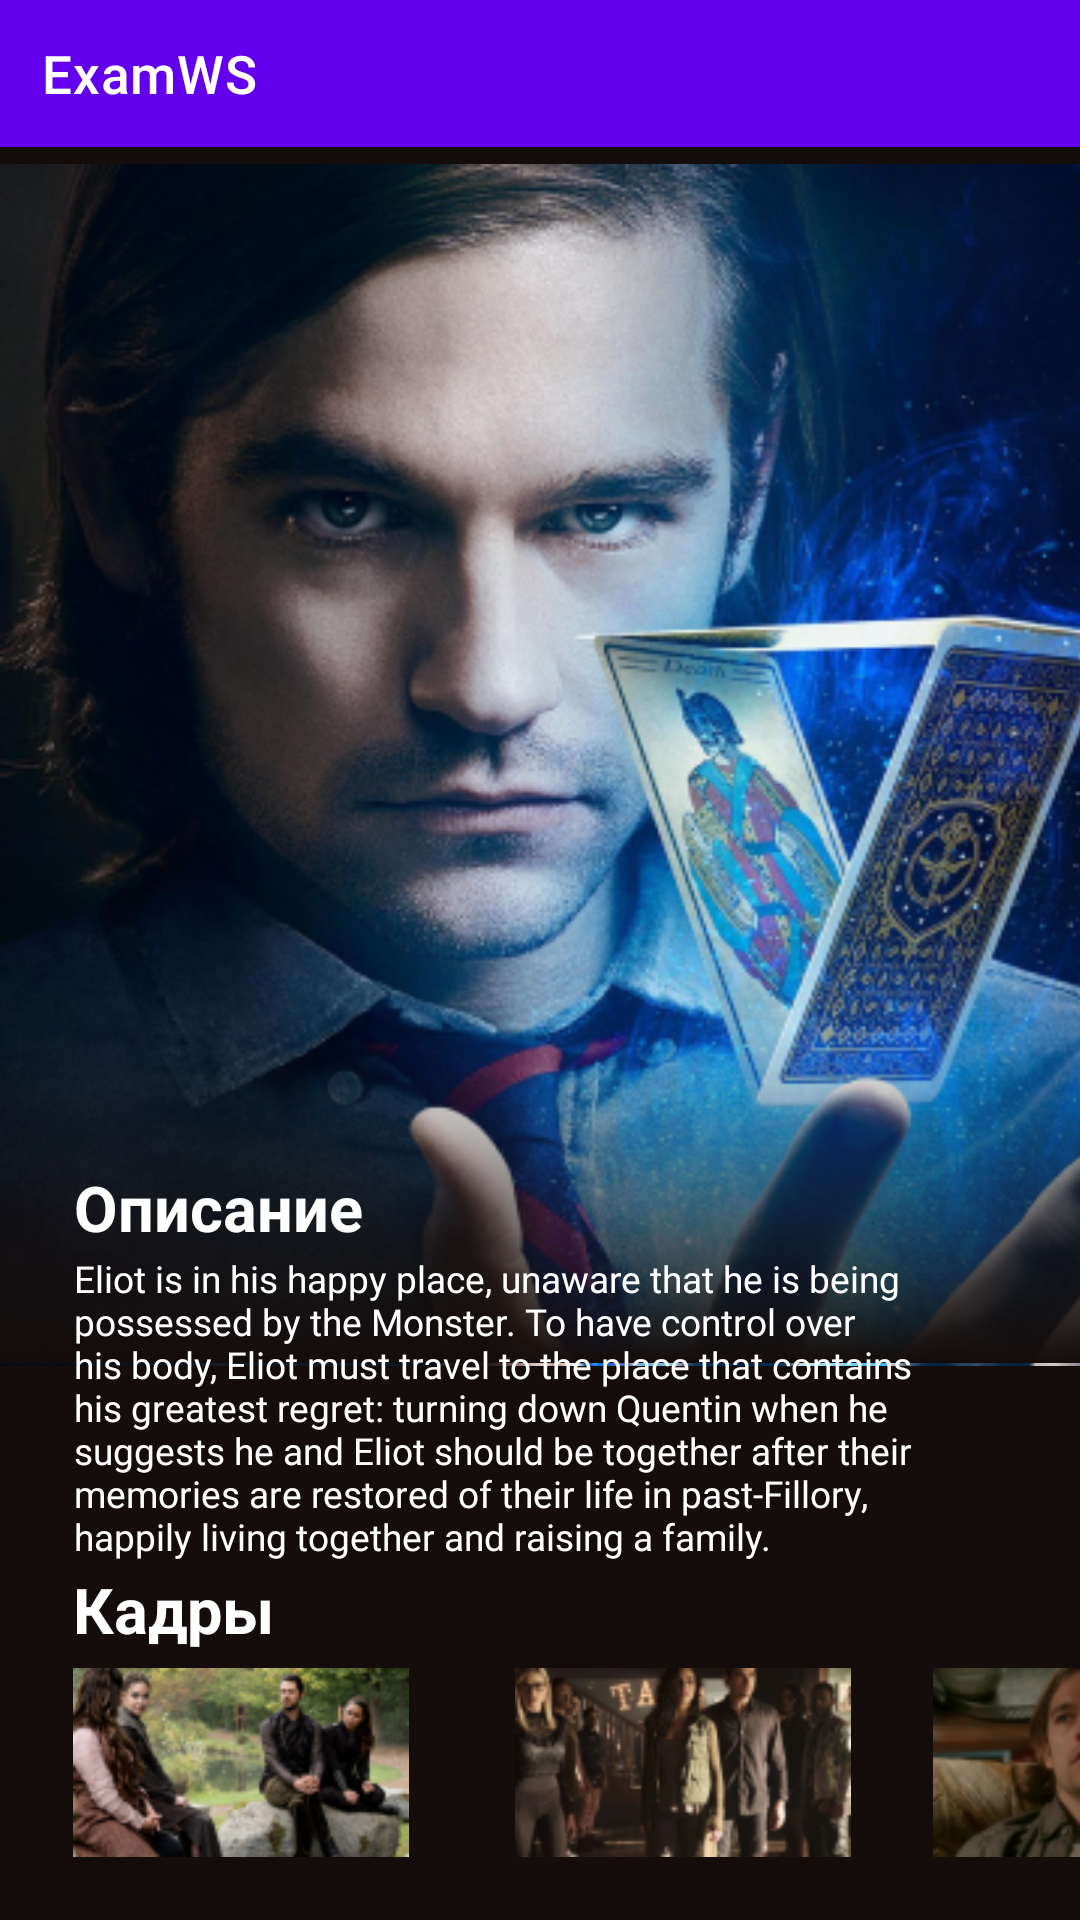 ExamWS
Death
Описание
Eliot is in his happy place, unaware that he is being
possessed by the Monster. To have control over
his body, Eliot must travel to the place that contains
his greatest regret: turning down Quentin when he
suggests he and Eliot should be together after their
memories are restored of their life in past-Fillory,
happily living together and raising a family.
Кадры
TA